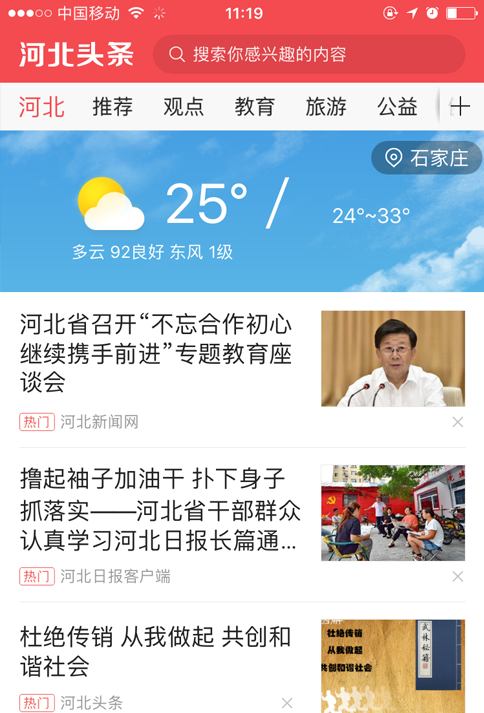 中国移动 11:19
河北头条 搜索你感兴趣的内容
河北 推荐 观点 教育 旅游 公益
石家庄
25° / 24°~33°
多云 92良好 东风 1级
河北省召开“不忘合作初心
继续携手前进”专题教育座
谈会
热门 河北新闻网
撸起袖子加油干 扑下身子
抓落实——河北省干部群众
认真学习河北日报长篇通...
热门 河北日报客户端
杜绝传销 从我做起 共创和
谐社会
杜绝传销
从我做起
共创和谐社会
武林秘籍
热门 河北头条